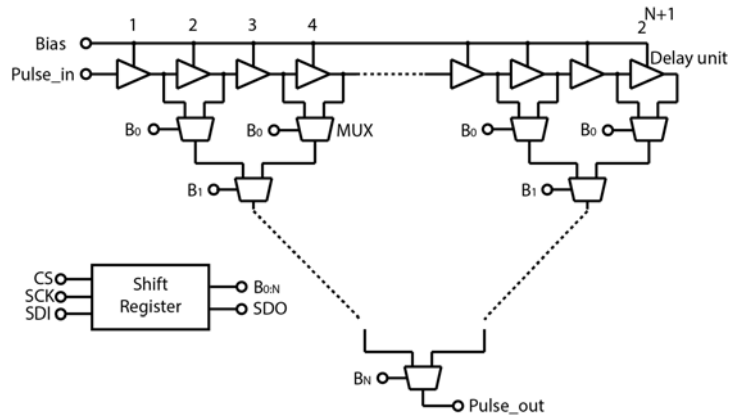 1 2 3 4 2 N+1
Bias
Pulse_in
Delay unit
B0 B0 MUX B0 B0
B1 B1
CS
SCK
SDI
Shift
Register
B0:N
SDO
BN
Pulse_out